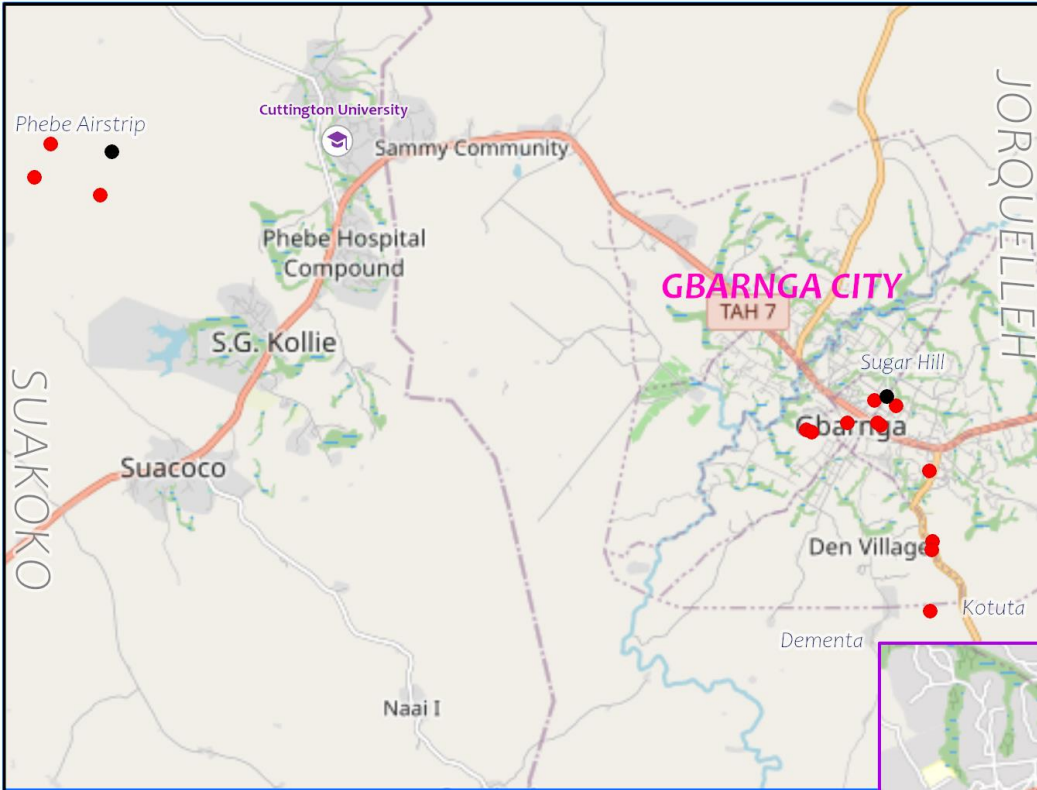 Cuttington University
Phebe Airstrip
Sammy Community
JORQUELLEH
Phebe Hospital
Compound
GBARNGA CITY
TAH 7
S.G. Kollie
Sugar Hill
SUAKOKO
Gbarnga
Suacoco
Den Village
Kotuta
Dementa
Naai I